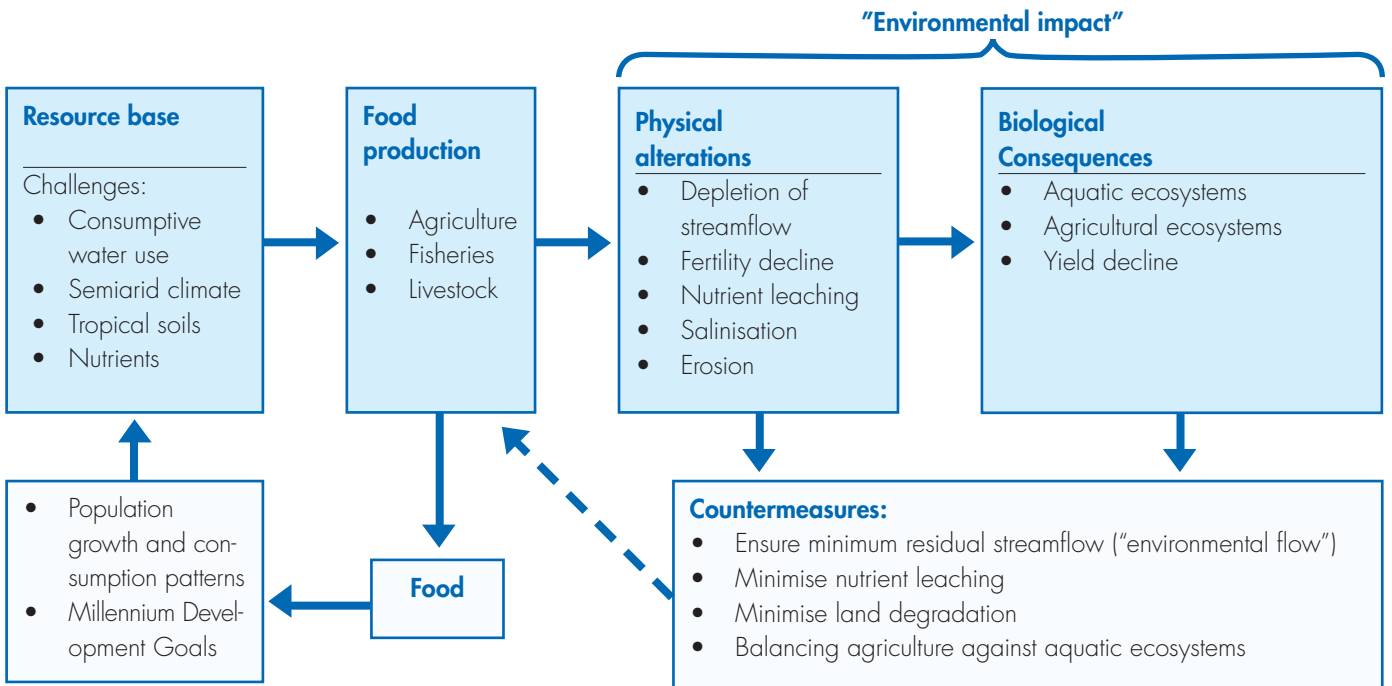 ”Environmental impact”
Resource base
Challenges:
• Consumptive
water use
• Semiarid climate
• Tropical soils
• Nutrients
Food
production
• Agriculture
• Fisheries
• Livestock
Physical
alterations
• Depletion of
streamflow
• Fertility decline
• Nutrient leaching
• Salinisation
• Erosion
Biological
Consequences
• Aquatic ecosystems
• Agricultural ecosystems
• Yield decline
• Population
growth and con-
sumption patterns
• Millennium Devel-
opment Goals
Food
Countermeasures:
• Ensure minimum residual streamflow (“environmental flow”)
• Minimise nutrient leaching
• Minimise land degradation
• Balancing agriculture against aquatic ecosystems